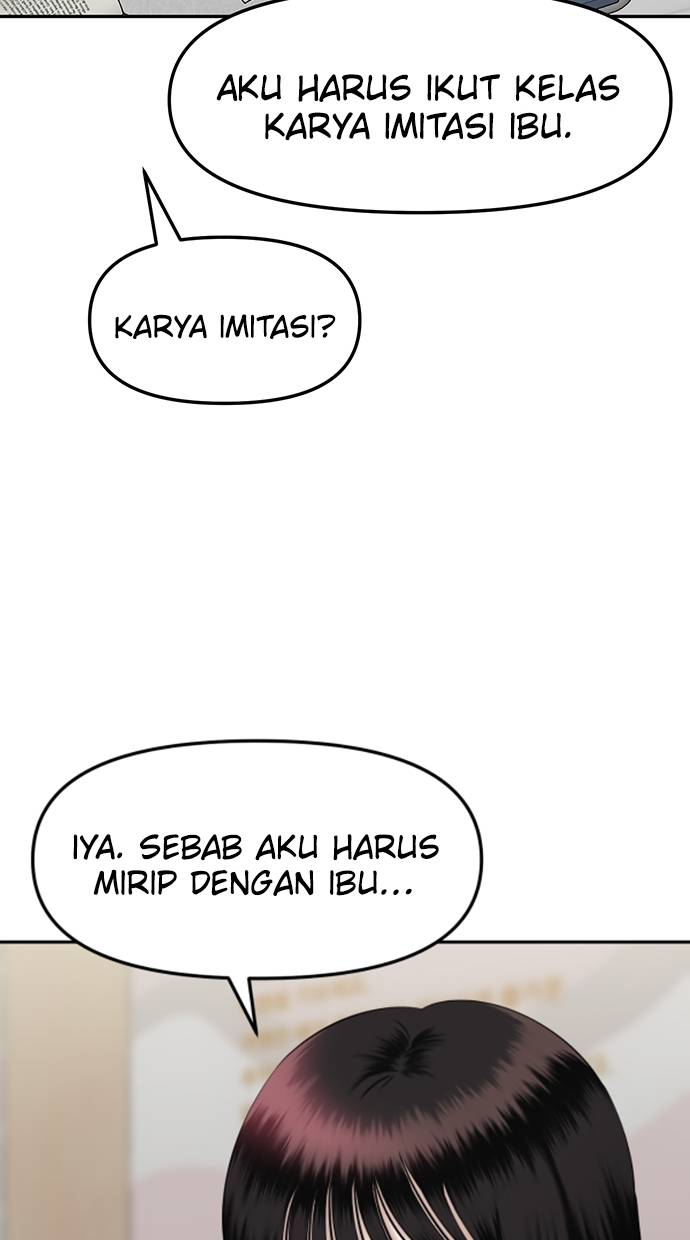 AKU HARUS IKUT KELAS
KARYA IMITASI IBU.
KARYA IMITASI?
IYA. SEBAB AKU HARUS
MIRIP DENGAN IBU...